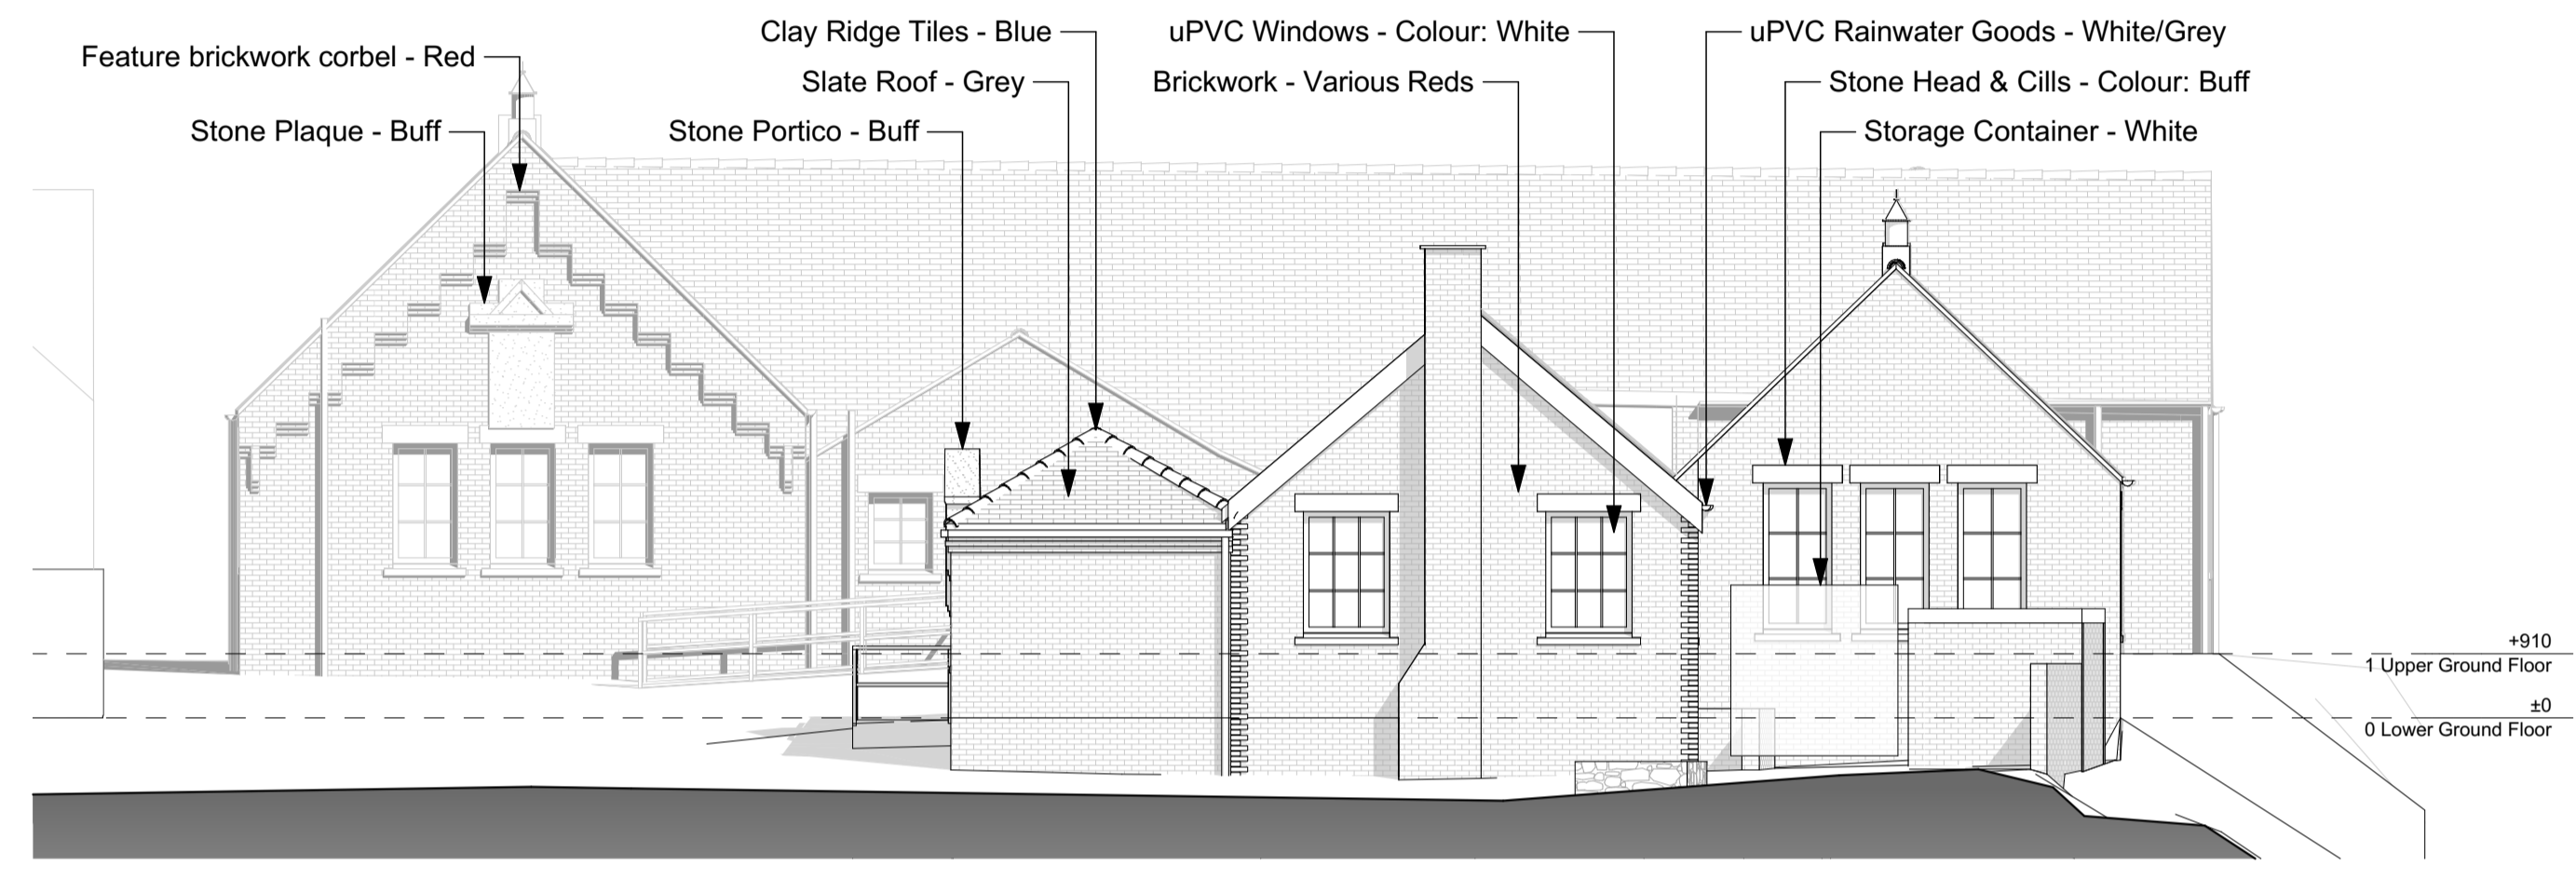 Clay Ridge Tiles - Blue
uPVC Windows - Colour: White
uPVC Rainwater Goods - White/Grey
Feature brickwork corbel - Red
Slate Roof - Grey
Brickwork - Various Reds
Stone Head & Cills - Colour: Buff
Stone Plaque - Buff
Stone Portico - Buff
Storage Container - White
+910
1 Upper Ground Floor
±0
0 Lower Ground Floor